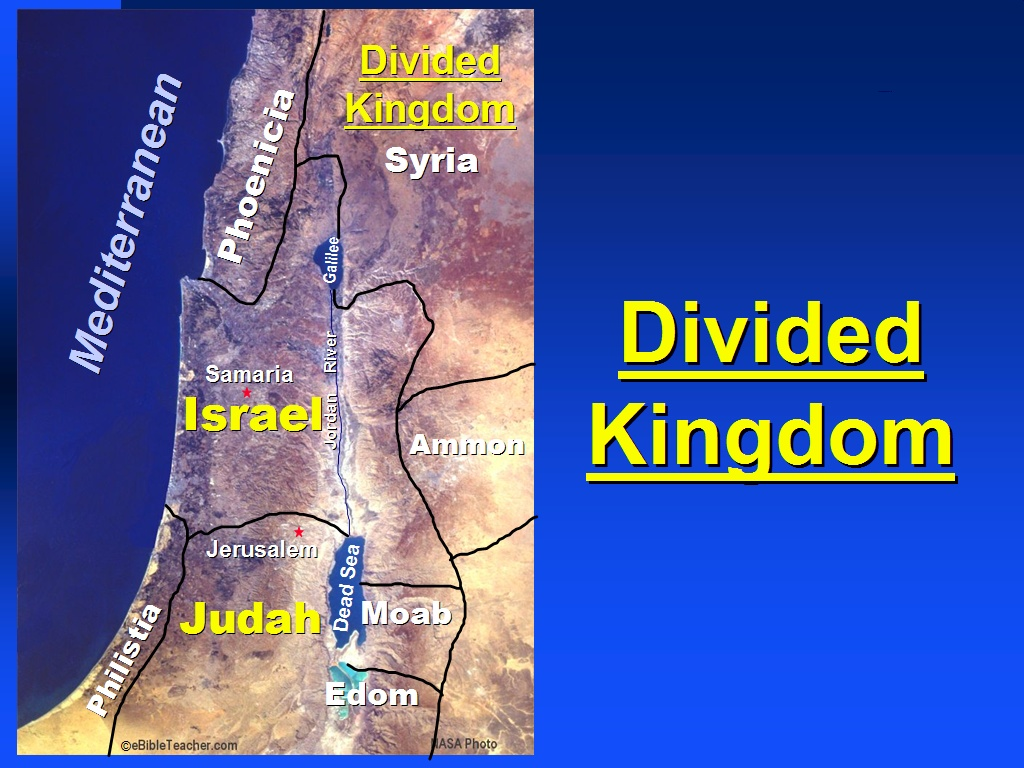 Divided
Kingdom
Syria
Phoenicia
Mediterranean
Galilee
River
Jordan
Samaria
Israel
Ammon
Jerusalem
Dead Sea
Judah
Moab
Philistia
Edom
©eBibleTeacher.com
NASA Photo
Divided
Kingdom